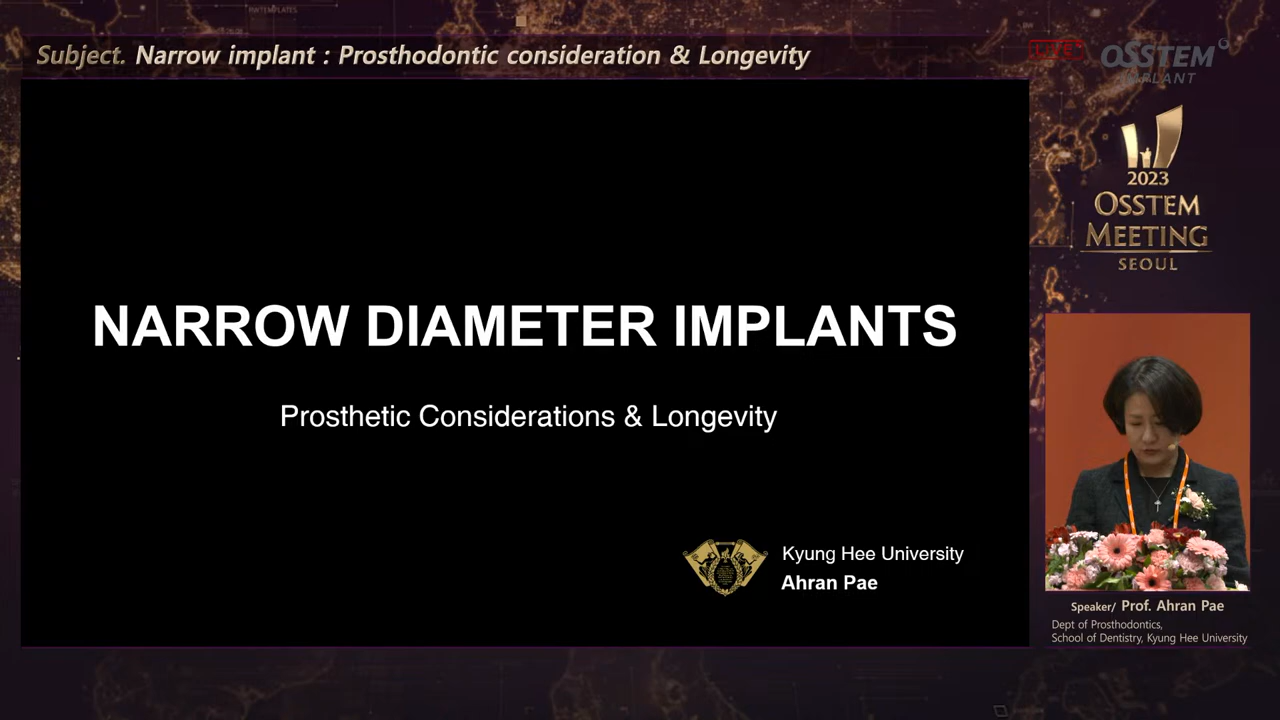 Subject. Narrow implant : Prosthodontic consideration & Longevity
LIVE
OSSTEM
IMPLANT
2023
OSSTEM
MEETING
SEOUL
NARROW DIAMETER IMPLANTS
Prosthetic Considerations & Longevity
Kyung Hee University
Ahran Pae
Speaker/ Prof. Ahran Pae
Dept of Prosthodontics,
School of Dentistry, Kyung Hee University